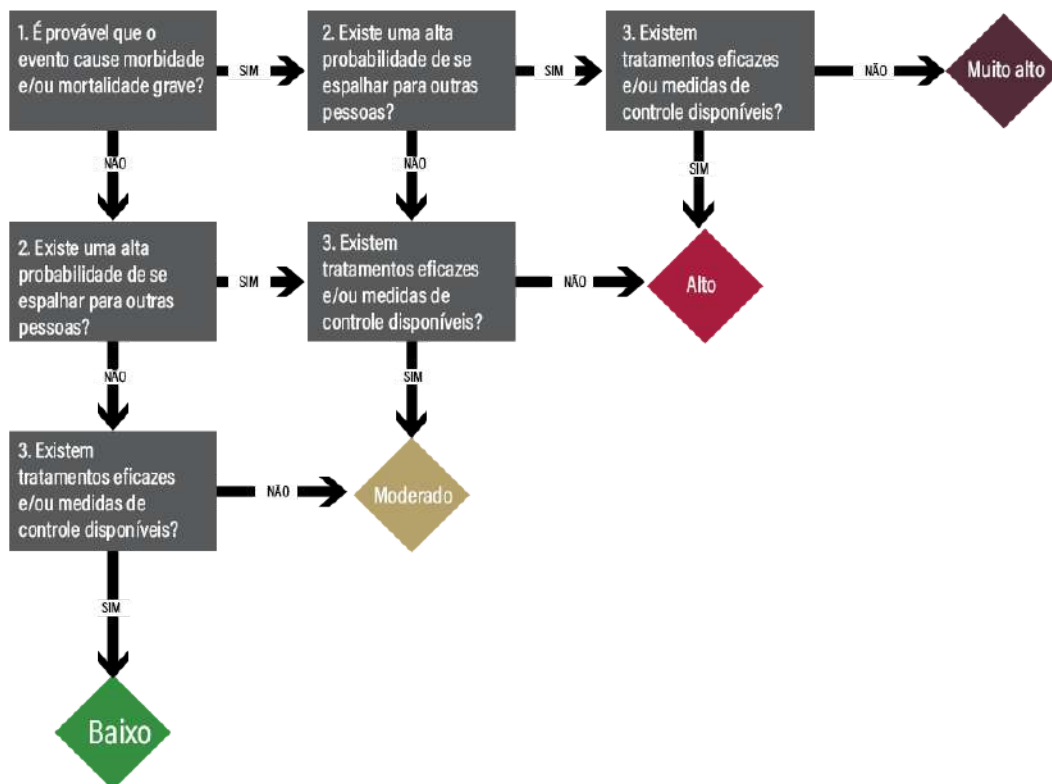 1. É provável que o
evento cause morbidade
e/ou mortalidade grave?
SIM
2. Existe uma alta
probabilidade de se
espalhar para outras
pessoas?
SIM
3. Existem
tratamentos eficazes
e/ou medidas de
controle disponíveis?
NÃO
Muito alto
NÃO
NÃO
SIM
2. Existe uma alta
probabilidade de se
espalhar para outras
pessoas?
SIM
3. Existem
tratamentos eficazes
e/ou medidas de
controle disponíveis?
NÃO
Alto
NÃO
SIM
3. Existem
tratamentos eficazes
e/ou medidas de
controle disponíveis?
NÃO
Moderado
SIM
Baixo